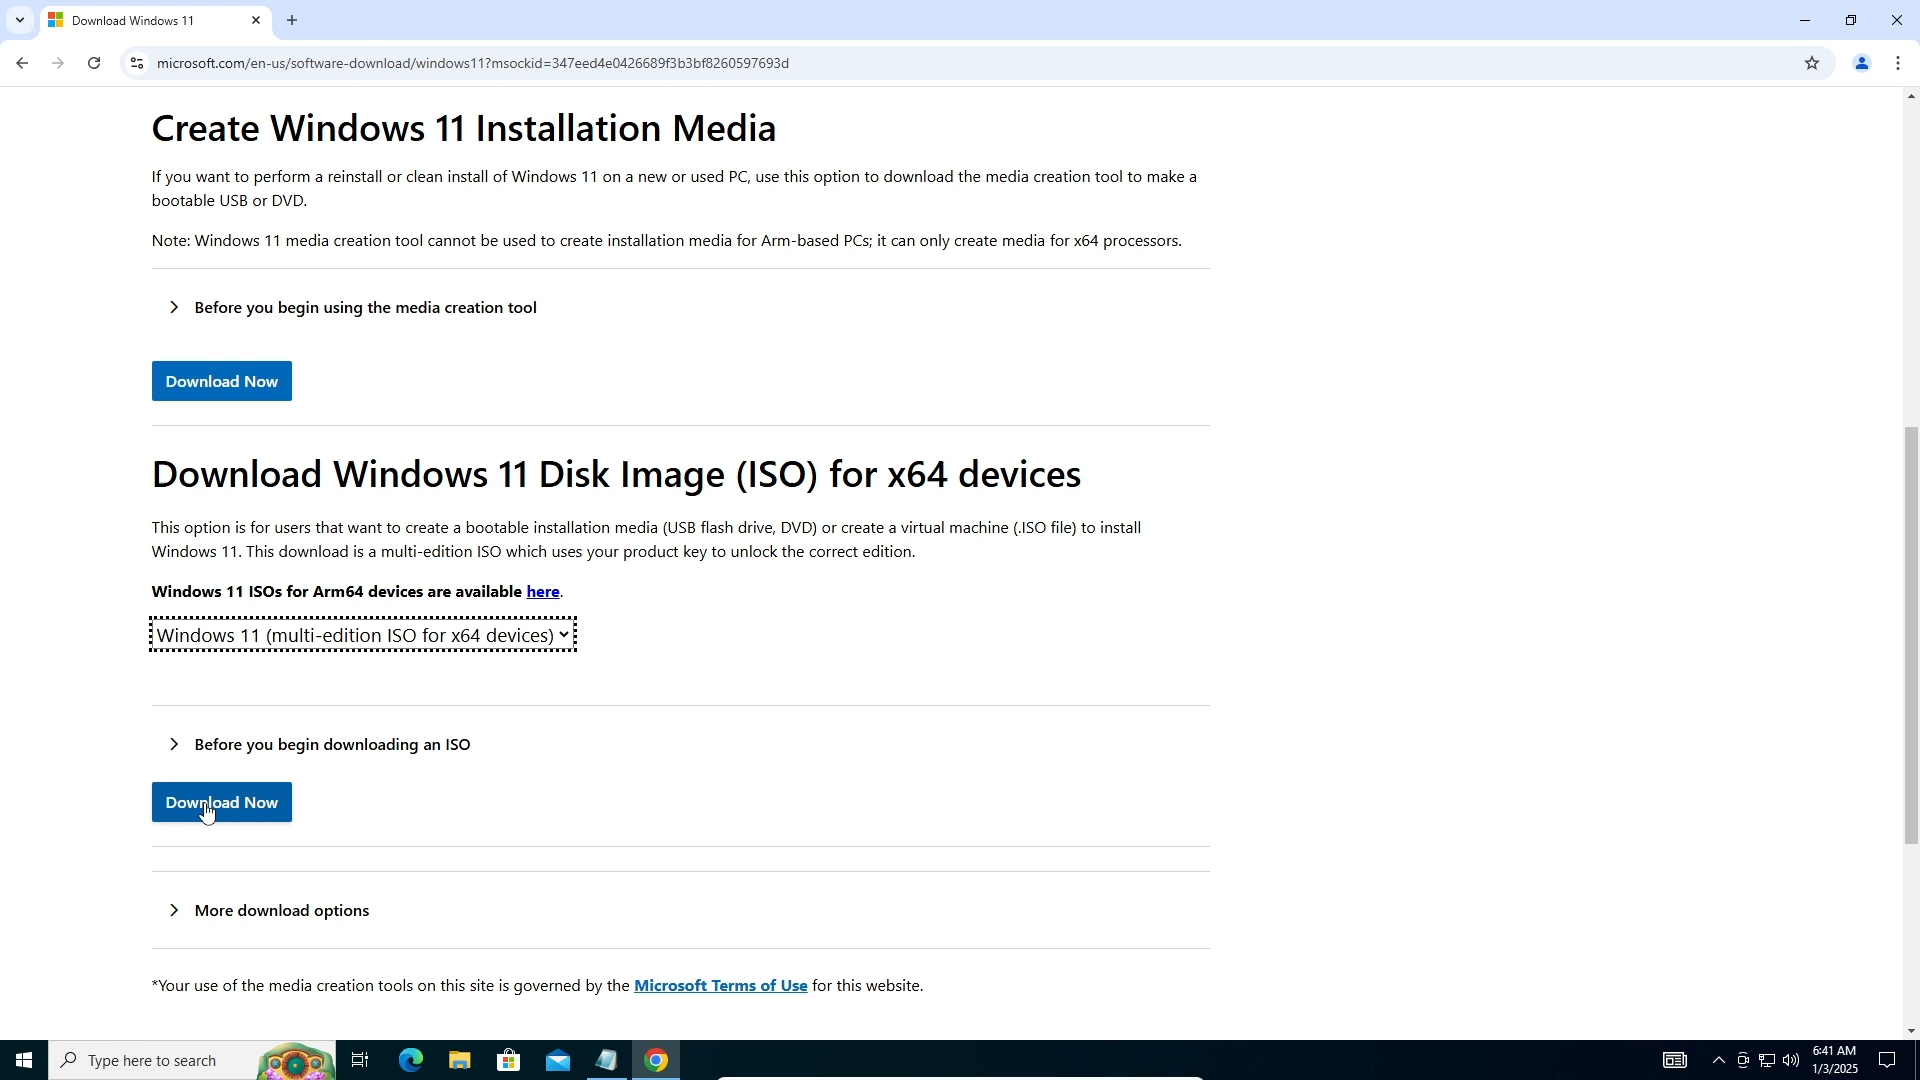 Download Windows 11
microsoft.com/en-us/software-download/windows11?msockid=347eed4e0426689f3b3bf8260597693d
Create Windows 11 Installation Media
If you want to perform a reinstall or clean install of Windows 11 on a new or used PC, use this option to download the media creation tool to make a
bootable USB or DVD.
Note: Windows 11 media creation tool cannot be used to create installation media for Arm-based PCs; it can only create media for x64 processors.
Before you begin using the media creation tool
Download Now
Download Windows 11 Disk Image (ISO) for x64 devices
This option is for users that want to create a bootable installation media (USB flash drive, DVD) or create a virtual machine (.ISO file) to install
Windows 11. This download is a multi-edition ISO which uses your product key to unlock the correct edition.
Windows 11 ISOs for Arm64 devices are available here.
Windows 11 (multi-edition ISO for x64 devices)
Before you begin downloading an ISO
Download Now
More download options
*Your use of the media creation tools on this site is governed by the Microsoft Terms of Use for this website.
Type here to search
6:41 AM
1/3/2025